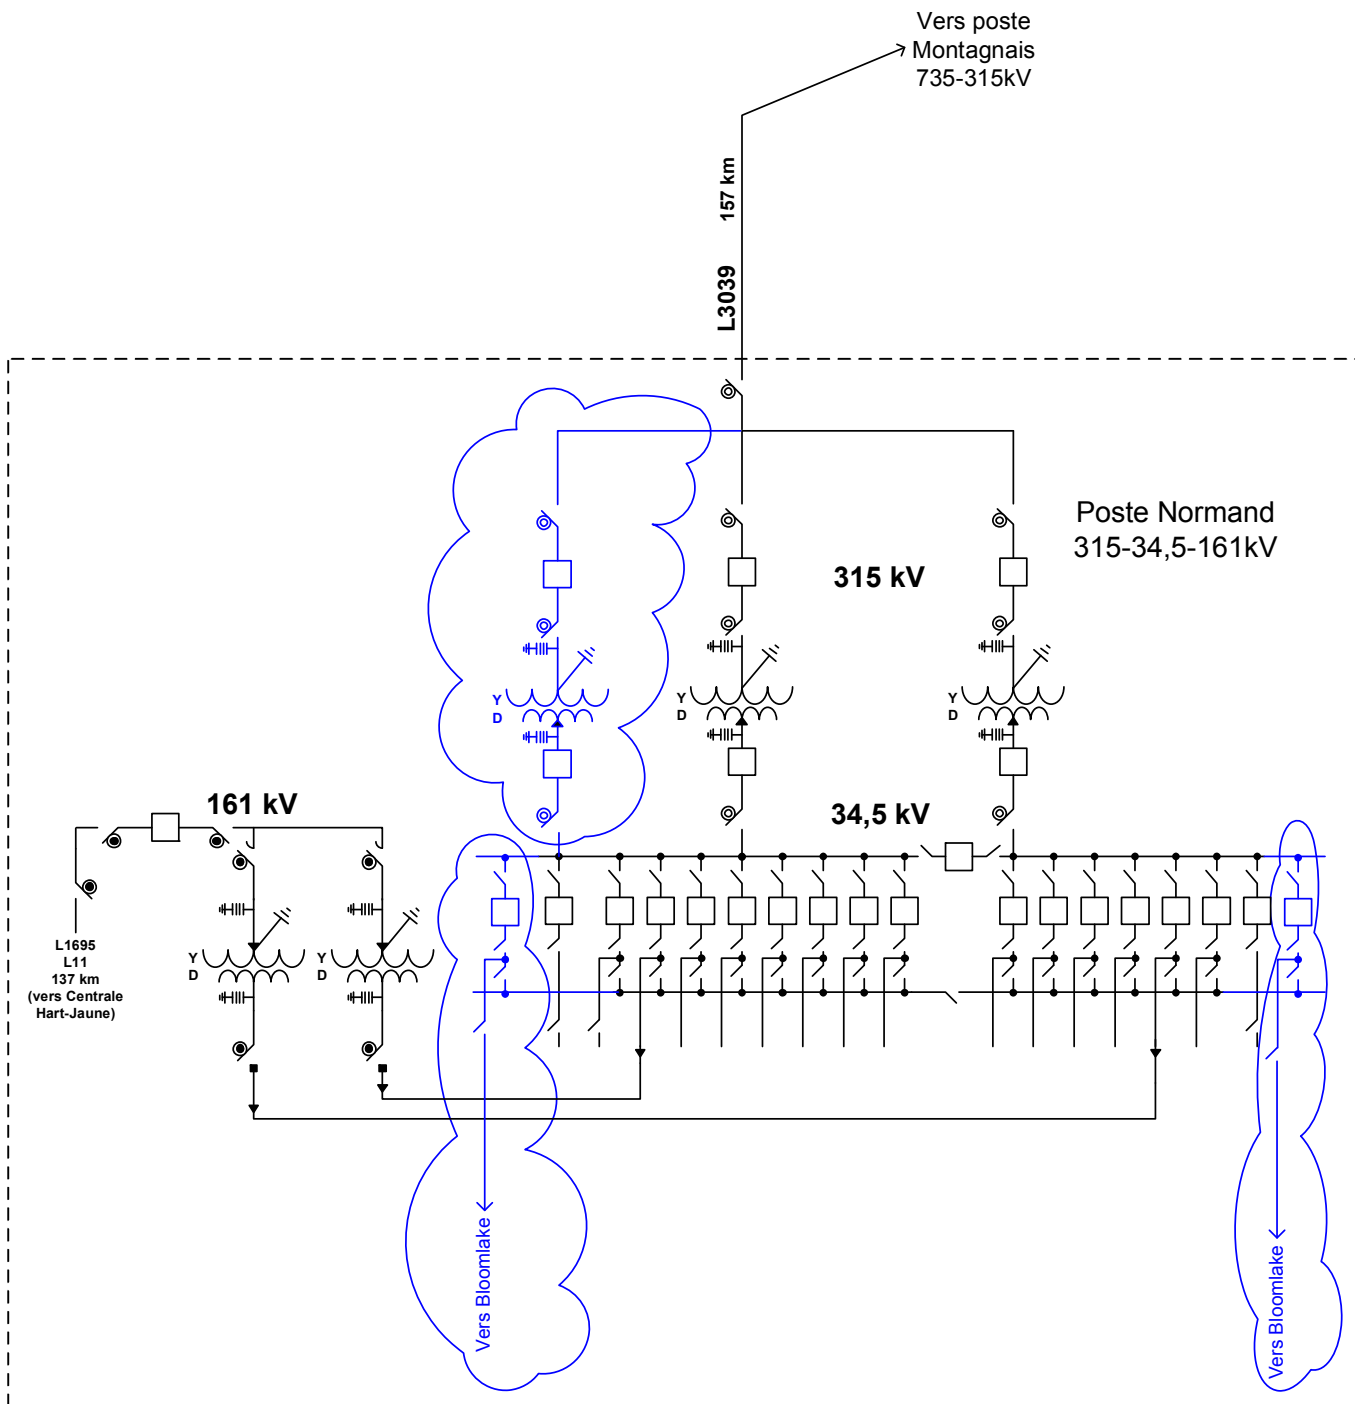 Vers poste
Montagnais
735-315kV
157 km
L3039
Poste Normand
315-34,5-161kV
315 kV
Y
D
Y
D
Y
D
161 kV
34,5 kV
L1695
L11
137 km
(vers Centrale
Hart-Jaune)
Y
D
Y
D
Vers Bloomlake
Vers Bloomlake